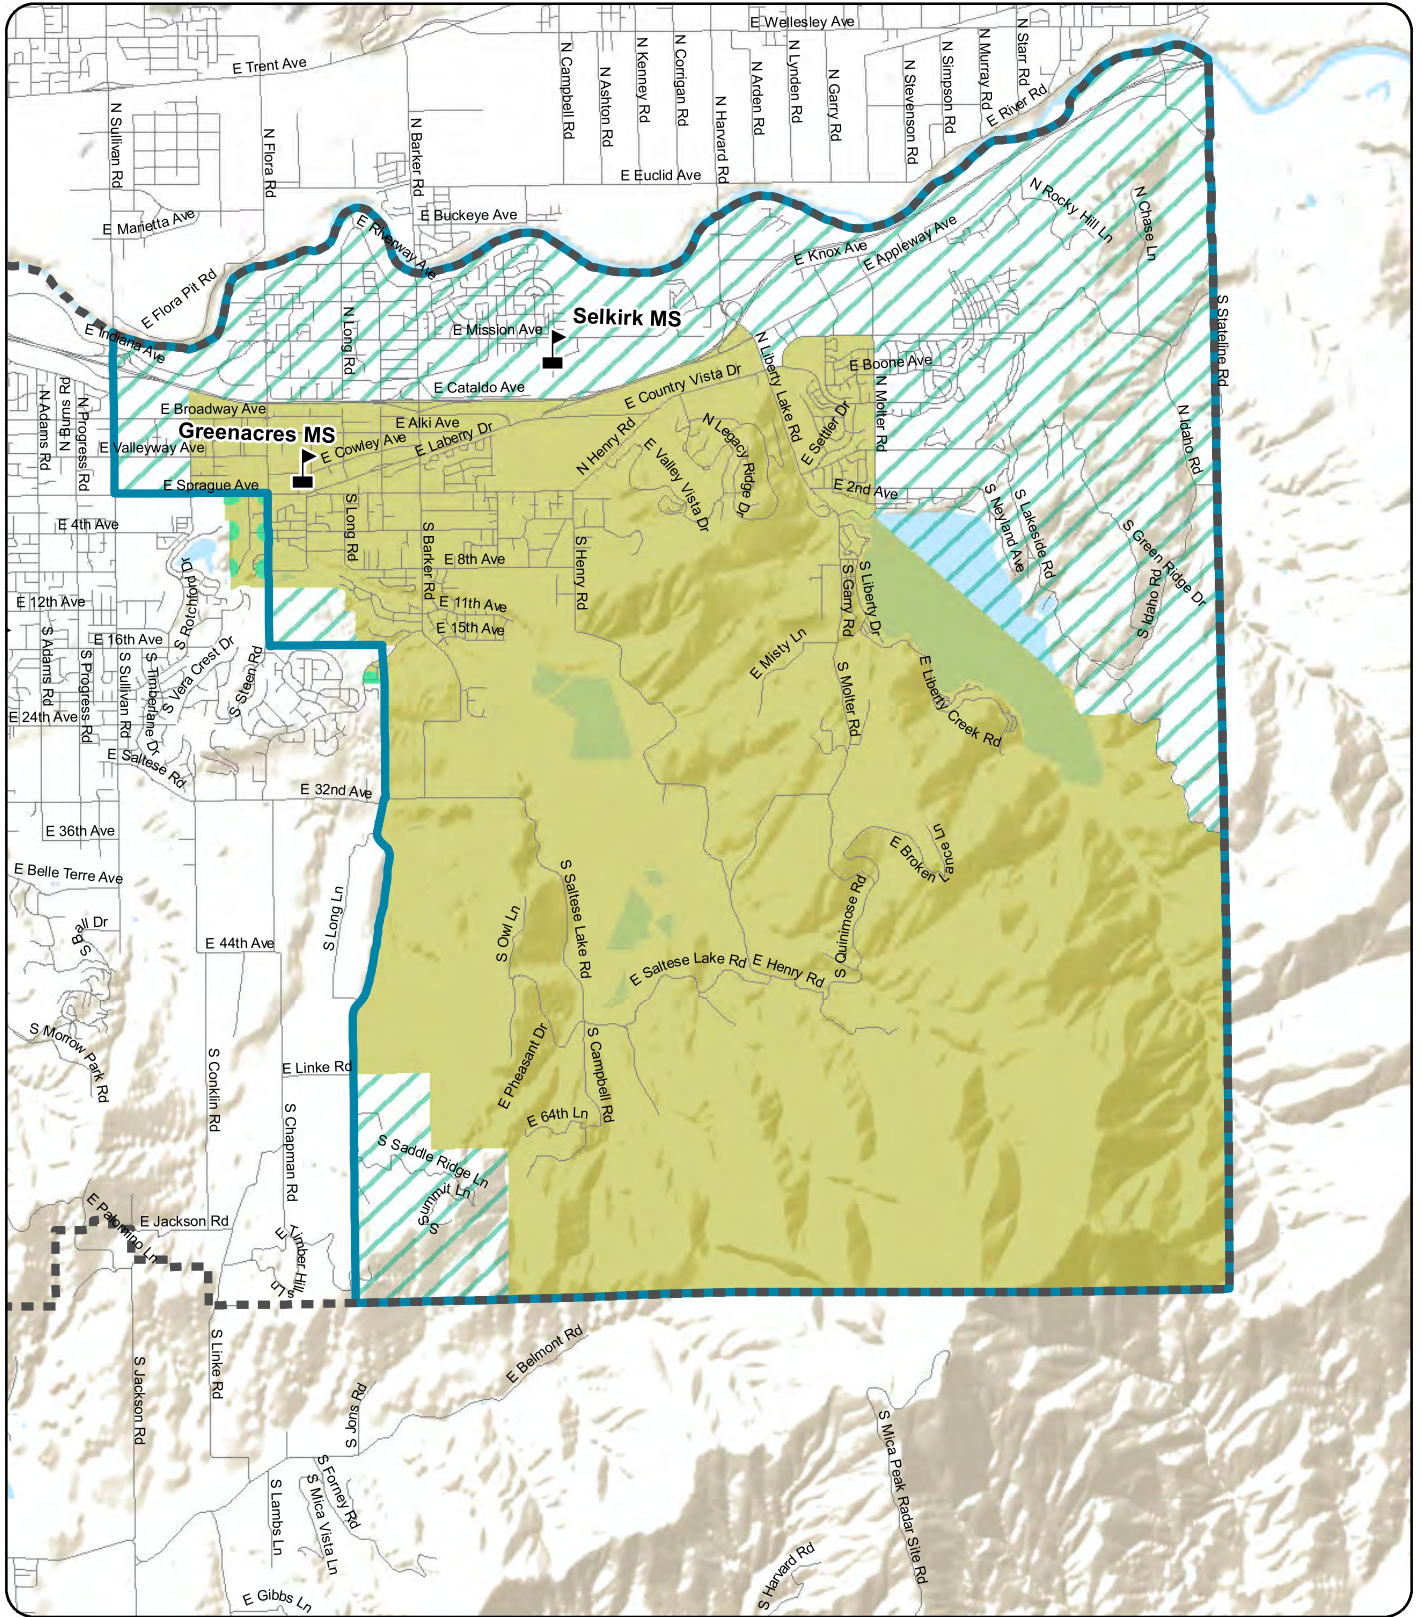 E Wellesley Ave
E Trent Ave
N Sullivan Rd
N Flora Rd
N Barker Rd
N Campbell Rd
N Ashton Rd
N Kenney Rd
N Corrigan Rd
N Harvard Rd
N Arden Rd
N Lynden Rd
N Garry Rd
N Stevenson Rd
N Simpson Rd
N Murray Rd
N Starr Rd
E River Rd
E Euclid Ave
E Marietta Ave
E Buckeye Ave
E Riverway Ave
E Flora Pit Rd
E Knox Ave
E Appleway Ave
N Rocky Hill Ln
N Chase Ln
S Stateline Rd
E Indiana Ave
N Long Rd
E Mission Ave
Selkirk MS
N Liberty Lake Rd
E Boone Ave
E Cataldo Ave
E Country Vista Dr
N Molter Rd
N Adams Rd
N Burns Rd
N Progress Rd
E Broadway Ave
E Alki Ave
Greenacres MS
E Cowley Ave
E Laberry Dr
N Henry Rd
N Legacy Ridge Dr
E Valley Vista Dr
E Settler Dr
N Idaho Rd
E Valleyway Ave
E Sprague Ave
E 2nd Ave
E 4th Ave
S Long Rd
S Barker Rd
E 8th Ave
S Henry Rd
S Garry Rd
S Liberty Dr
S Neyland Ave
S Lakeside Rd
S Green Ridge Dr
S Idaho Rd
S Rotchford Dr
E 12th Ave
E 11th Ave
E 15th Ave
E 16th Ave
S Adams Rd
S Progress Rd
S Sullivan Rd
S Timberlane Dr
S Vera Crest Dr
S Steen Rd
E Misty Ln
S Molter Rd
E Liberty Creek Rd
E 24th Ave
E Saltese Rd
E 32nd Ave
E 36th Ave
E Broken Lance Ln
E Belle Terre Ave
S Ball Dr
S Long Ln
S Owl Ln
S Saltese Lake Rd
S Quinimose Rd
E 44th Ave
E Saltese Lake Rd
E Henry Rd
S Morrow Park Rd
S Conklin Rd
E Linke Rd
E Pheasant Dr
S Campbell Rd
S Chapman Rd
E 64th Ln
S Saddle Ridge Ln
S Summit Ln
E Palomino Ln
E Jackson Rd
E Timber Hills Ln
S Jackson Rd
S Linke Rd
E Belmont Rd
S Jons Rd
S Mica Peak Radar Site Rd
S Forney Rd
S Mica Vista Ln
S Lambs Ln
S Harvard Rd
E Gibbs Ln